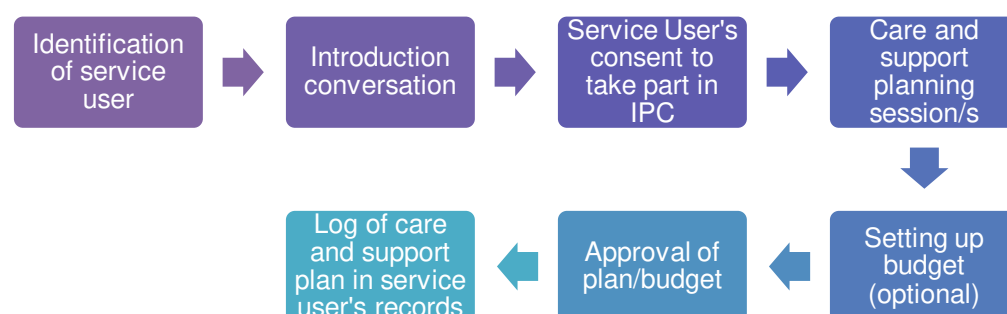 Identification
of service
user
Introduction
conversation
Service User's
consent to
take part in
IPC
Care and
support
planning
session/s
Setting up
budget
(optional)
Approval of
plan/budget
Log of care
and support
plan in service
user's records